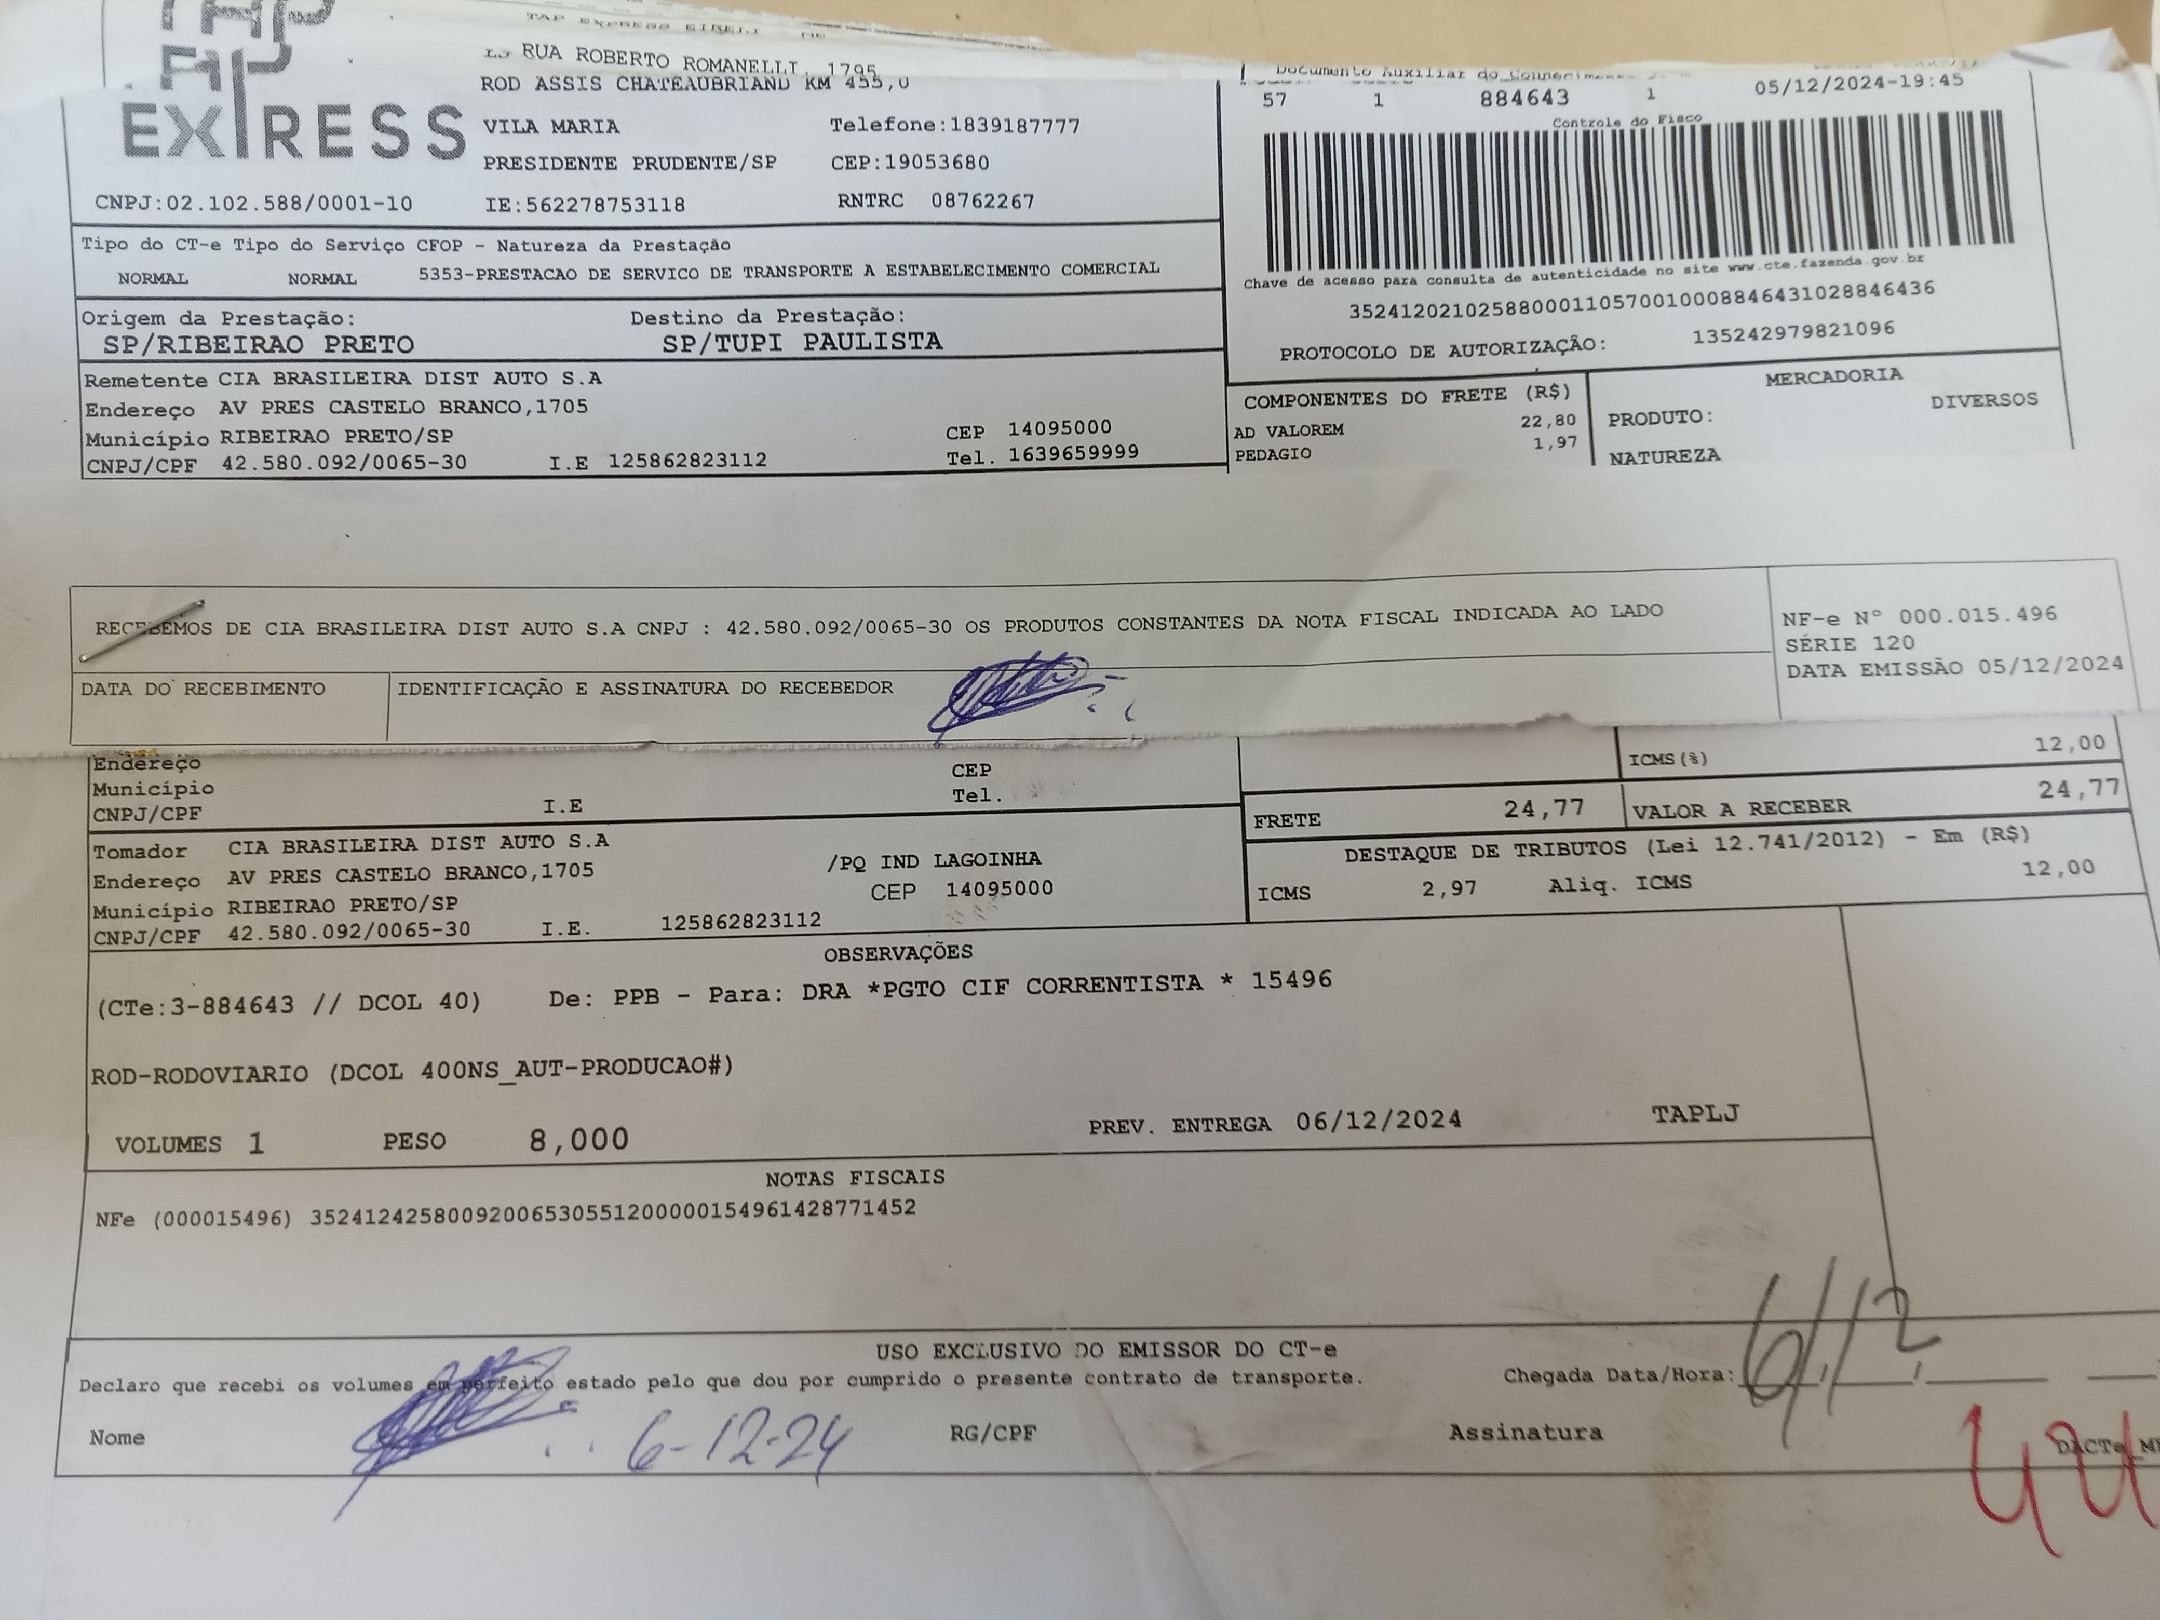 TAP
EXPRESS
TAP EXPRESS EIRELI - ME
RUA ROBERTO ROMANELLI, 1795
ROD ASSIS CHATEAUBRIAND KM 455,0
VILA MARIA Telefone:1839187777
PRESIDENTE PRUDENTE/SP CEP:19053680
CNPJ:02.102.588/0001-10 IE:562278753118 RNTRC 08762267
Documento Auxiliar do
57 1 884643 1 05/12/2024-19:45
Controle do Fisco
Chave de acesso para consulta de autenticidade no site www.cte.fazenda.gov.br
35241202102588000110570010008846431028846436
PROTOCOLO DE AUTORIZAÇÃO: 135242979821096
Tipo do CT-e Tipo do Serviço CFOP - Natureza da Prestação
NORMAL NORMAL 5353-PRESTACAO DE SERVICO DE TRANSPORTE A ESTABELECIMENTO COMERCIAL
Origem da Prestação: Destino da Prestação:
SP/RIBEIRAO PRETO SP/TUPI PAULISTA
Remetente CIA BRASILEIRA DIST AUTO S.A
Endereço AV PRES CASTELO BRANCO,1705
Município RIBEIRAO PRETO/SP CEP 14095000
CNPJ/CPF 42.580.092/0065-30 I.E 125862823112 Tel. 1639659999
COMPONENTES DO FRETE (R$)
AD VALOREM 22,80
PEDAGIO 1,97
MERCADORIA
PRODUTO: DIVERSOS
NATUREZA
RECEBEMOS DE CIA BRASILEIRA DIST AUTO S.A CNPJ : 42.580.092/0065-30 OS PRODUTOS CONSTANTES DA NOTA FISCAL INDICADA AO LADO
NF-e N° 000.015.496
SÉRIE 120
DATA EMISSÃO 05/12/2024
DATA DO RECEBIMENTO IDENTIFICAÇÃO E ASSINATURA DO RECEBEDOR
Endereço CEP
Município Tel.
CNPJ/CPF I.E
ICMS(%) 12,00
FRETE 24,77 VALOR A RECEBER 24,77
Tomador CIA BRASILEIRA DIST AUTO S.A
Endereço AV PRES CASTELO BRANCO,1705 /PQ IND LAGOINHA
Município RIBEIRAO PRETO/SP CEP 14095000
CNPJ/CPF 42.580.092/0065-30 I.E. 125862823112
DESTAQUE DE TRIBUTOS (Lei 12.741/2012) - Em (R$)
ICMS 2,97 Aliq. ICMS 12,00
OBSERVAÇÕES
(CTe:3-884643 // DCOL 40) De: PPB - Para: DRA *PGTO CIF CORRENTISTA * 15496
ROD-RODOVIARIO (DCOL 400NS_AUT-PRODUCAO#)
VOLUMES 1 PESO 8,000 PREV. ENTREGA 06/12/2024 TAPLJ
NOTAS FISCAIS
NFe (000015496) 35241242580092006530551200000154961428771452
USO EXCLUSIVO DO EMISSOR DO CT-e
Declaro que recebi os volumes em perfeito estado pelo que dou por cumprido o presente contrato de transporte. Chegada Data/Hora: 6/12
Nome 6-12-24 RG/CPF Assinatura